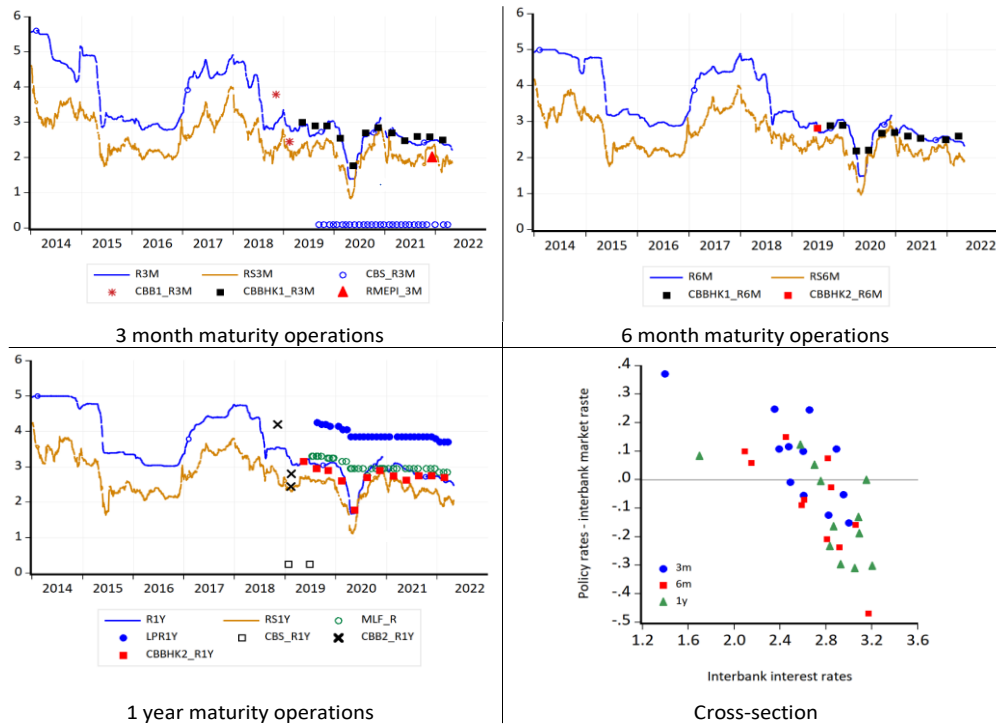 6
5
4
3
2
1
0
2014 2015 2016 2017 2018 2019 2020 2021 2022
R3M RS3M CBS_R3M
CBB1_R3M CBBHK1_R3M RMEPI_3M
3 month maturity operations
6
5
4
3
2
1
0
2014 2015 2016 2017 2018 2019 2020 2021 2022
R6M RS6M
CBBHK1_R6M CBBHK2_R6M
6 month maturity operations
6
5
4
3
2
1
0
2014 2015 2016 2017 2018 2019 2020 2021 2022
R1Y RS1Y MLF_R
LPR1Y CBS_R1Y CBB2_R1Y
CBBHK2_R1Y
1 year maturity operations
Policy rates - interbank market raste
.4
.3
.2
.1
.0
-.1
-.2
-.3
-.4
-.5
3m
6m
1y
1.2 1.6 2.0 2.4 2.8 3.2 3.6
Interbank interest rates
Cross-section